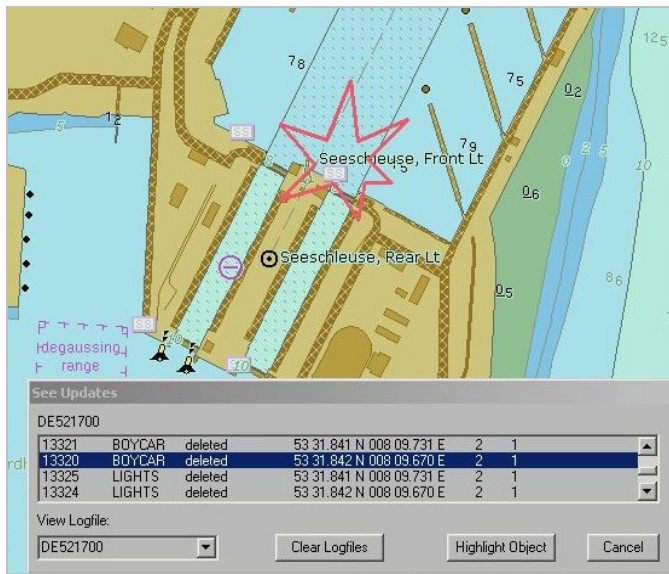 12₅
7₈
7₅
0₂
5
1₂
SS
7₉
0
2
5
Seeschleuse, Front Lt
SS
7₅
10
0
0₆
Seeschleuse, Rear Lt
8₆
0₅
SS
degaussing
range
10
SS
10
See Updates
DE521700
13321 BOYCAR deleted 53 31.841 N 008 09.731 E 2 1
13320 BOYCAR deleted 53 31.842 N 008 09.670 E 2 1
13325 LIGHTS deleted 53 31.841 N 008 09.731 E 2 1
13324 LIGHTS deleted 53 31.842 N 008 09.670 E 2 1
View Logfile:
DE521700
Clear Logfiles
Highlight Object
Cancel